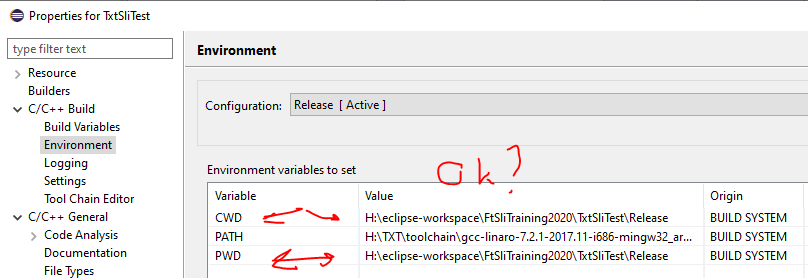 Properties for TxtSliTest
type filter text
Resource
Builders
C/C++ Build
Build Variables
Environment
Logging
Settings
Tool Chain Editor
C/C++ General
Code Analysis
Documentation
File Types
Environment
Configuration: Release [ Active ]
Ok?
Environment variables to set
Variable Value Origin
CWD H:\eclipse-workspace\FtSliTraining2020\TxtSliTest\Release BUILD SYSTEM
PATH H:\TXT\toolchain\gcc-linaro-7.2.1-2017.11-i686-mingw32_ar... BUILD SYSTEM
PWD H:\eclipse-workspace\FtSliTraining2020\TxtSliTest\Release BUILD SYSTEM